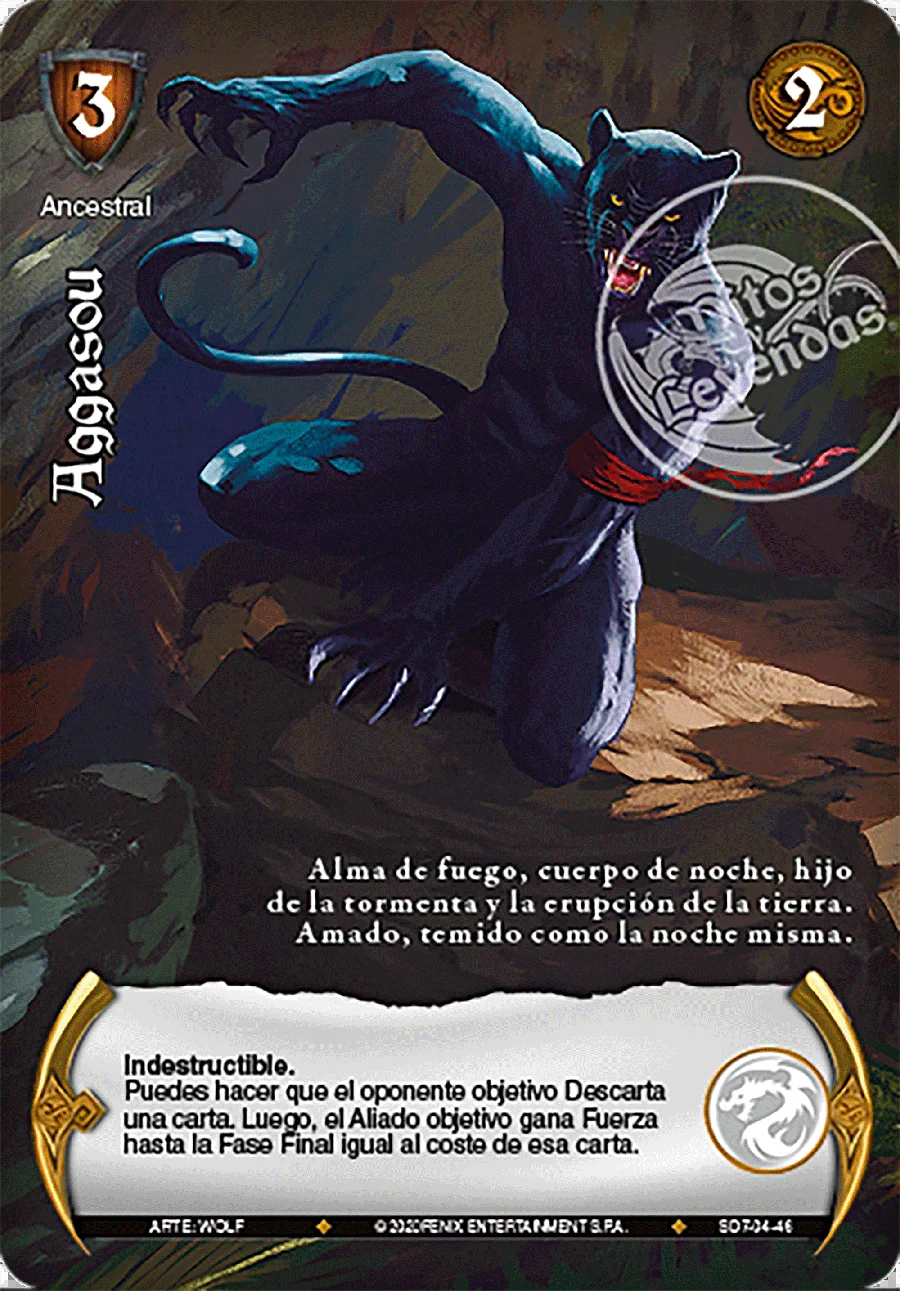 3
2
Ancestral
Aggasou
Mitos
y
Leyendas
Alma de fuego, cuerpo de noche, hijo
de la tormenta y la erupción de la tierra.
Amado, temido como la noche misma.
Indestructible.
Puedes hacer que el oponente objetivo Descarta
una carta. Luego, el Aliado objetivo gana Fuerza
hasta la Fase Final igual al coste de esa carta.
ARTE: WOLF © 2020 FENIX ENTERTAINMENT S.P.A. SO7-04-46